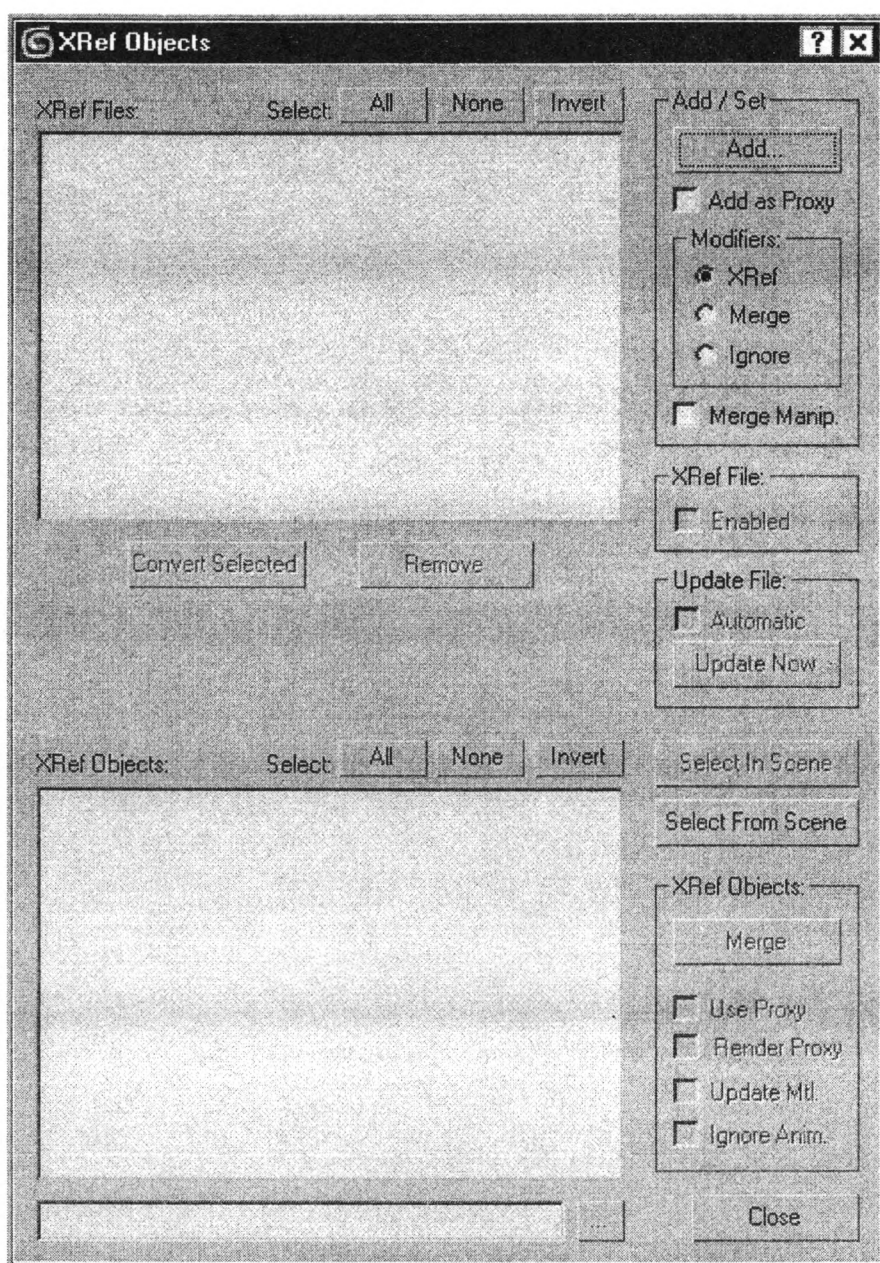 XRef Objects
XRef Files: Select: All None Invert
Add / Set
Add...
Add as Proxy
Modifiers:
XRef
Merge
Ignore
Merge Manip.
XRef File:
Enabled
Convert Selected Remove
Update File:
Automatic
Update Now
XRef Objects: Select: All None Invert
Select In Scene
Select From Scene
XRef Objects:
Merge
Use Proxy
Render Proxy
Update Mtl.
Ignore Anim.
...
Close